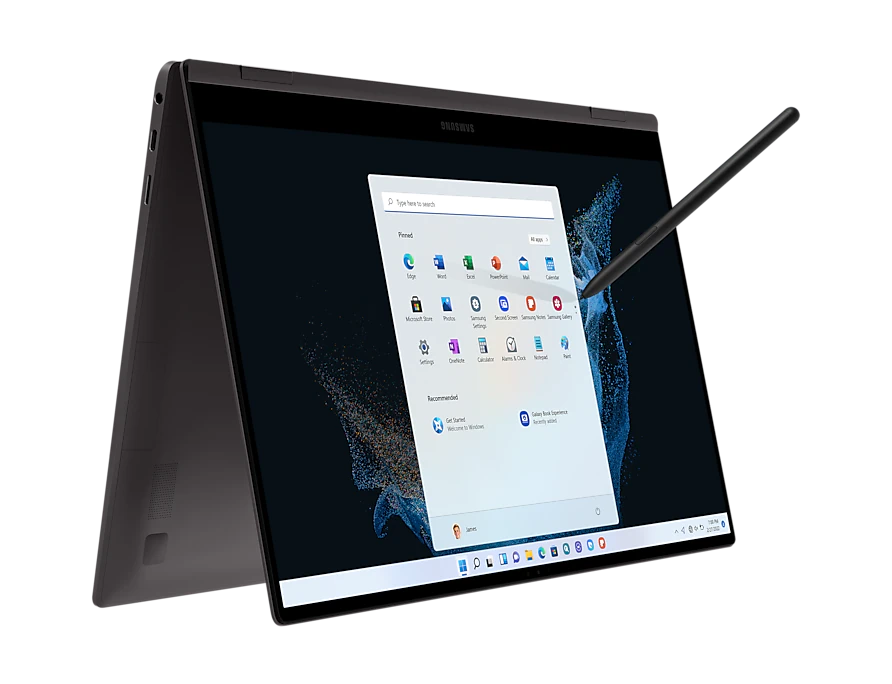 SAMSUNG
Type here to search
Pinned
All apps
Edge
Word
Excel
PowerPoint
Mail
Calendar
Microsoft Store
Photos
Samsung Settings
Second Screen
Samsung Notes
Samsung Gallery
Settings
OneNote
Calculator
Alarms & Clock
Notepad
Paint
Recommended
Get Started
Welcome to Windows
Galaxy Book Experience
Recently added
James